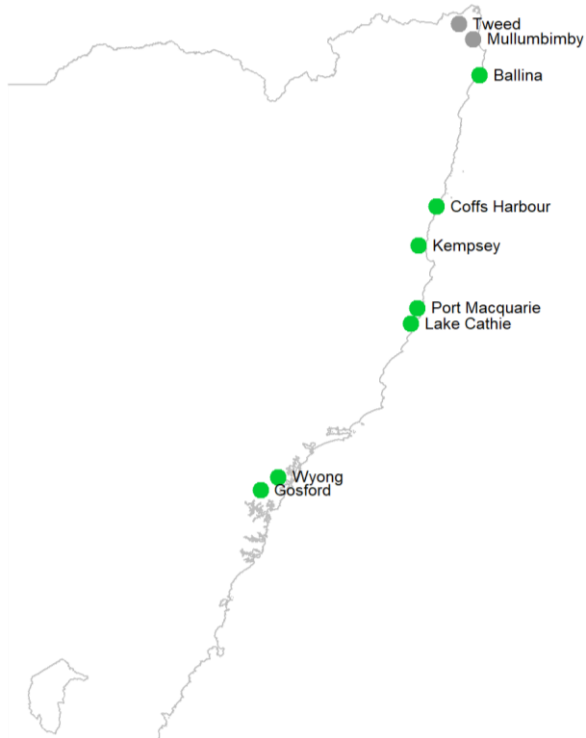 Tweed
Mullumbimby
Ballina
Coffs Harbour
Kempsey
Port Macquarie
Lake Cathie
Wyong
Gosford